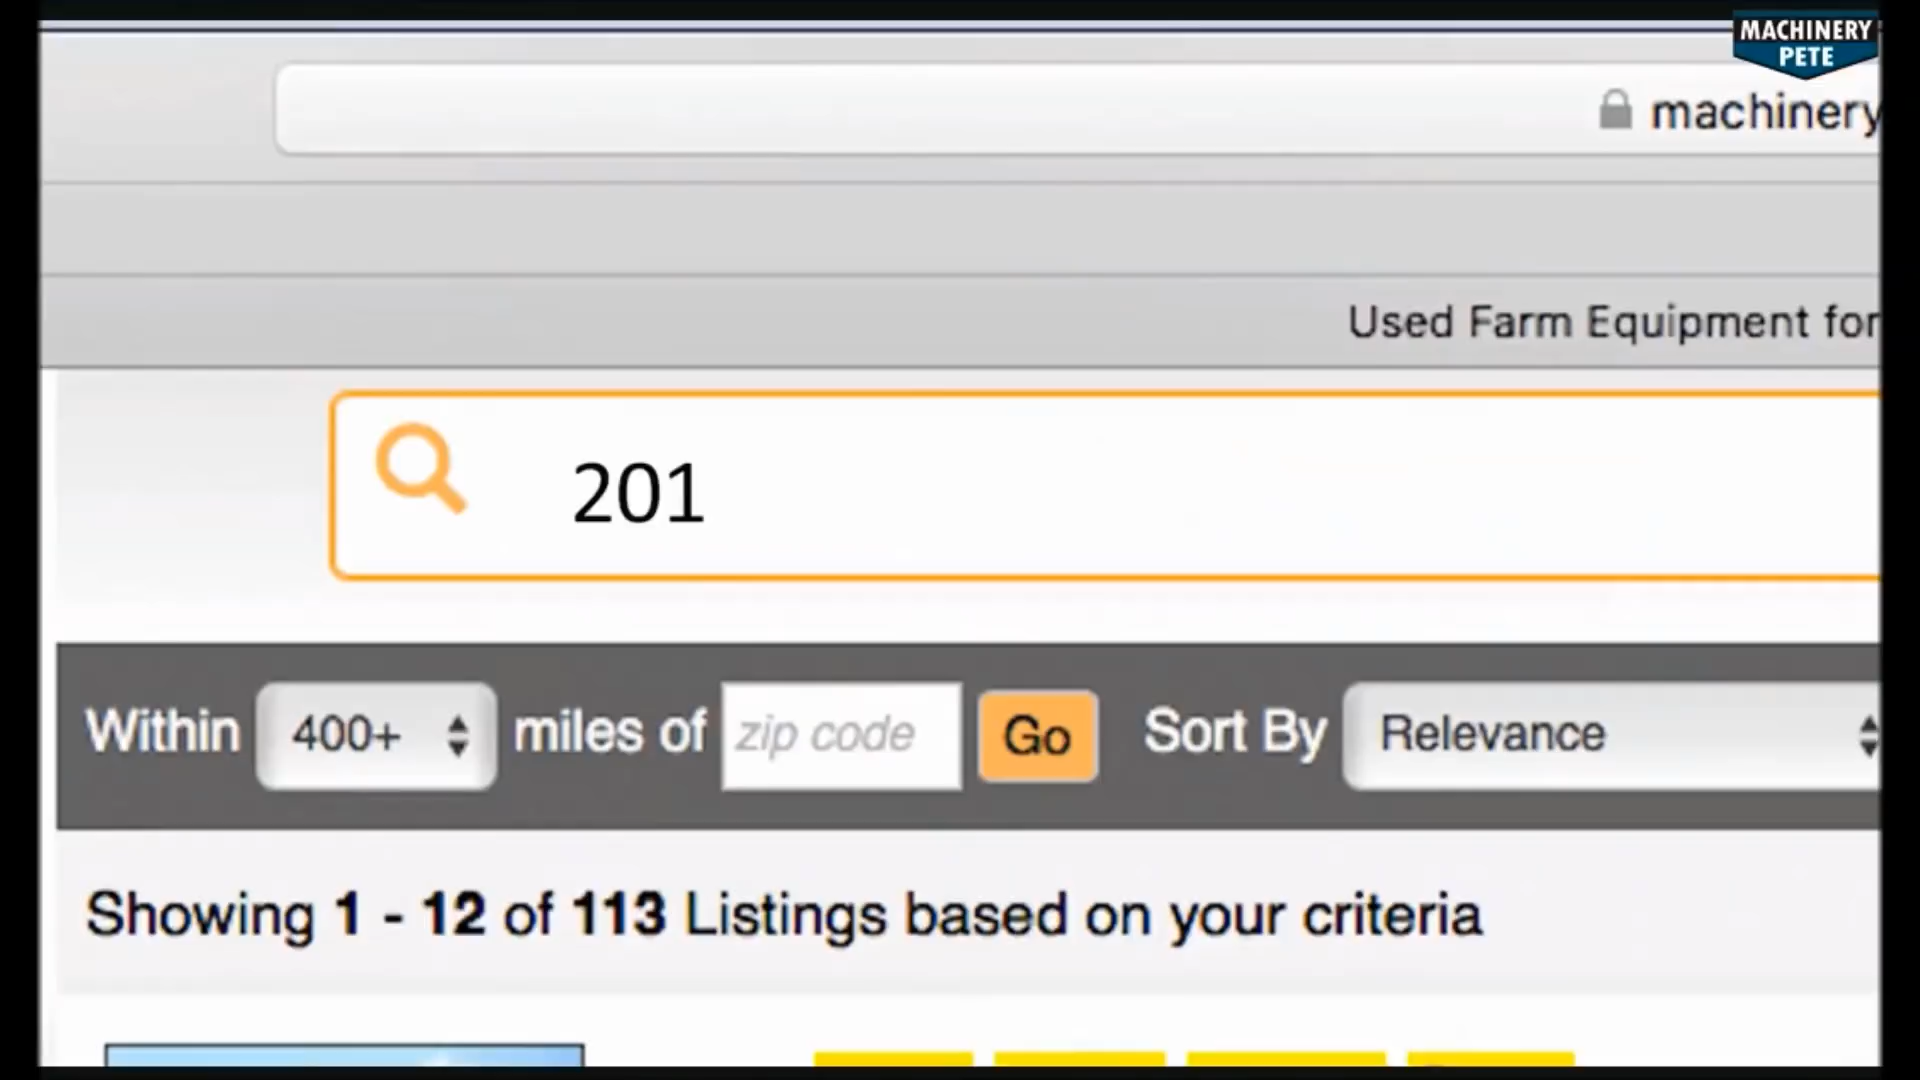 MACHINERY
PETE
machinery
Used Farm Equipment for
201
Within 400+ miles of zip code Go Sort By Relevance
Showing 1 - 12 of 113 Listings based on your criteria